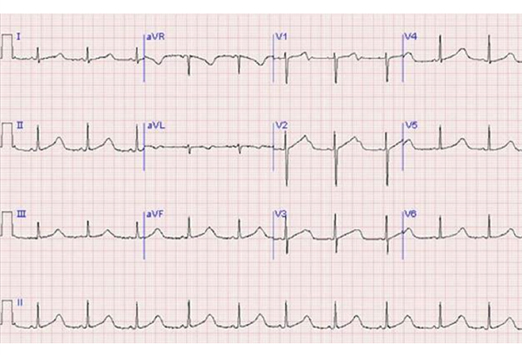 I aVR V1 V4
II aVL V2 V5
III aVF V3 V6
II